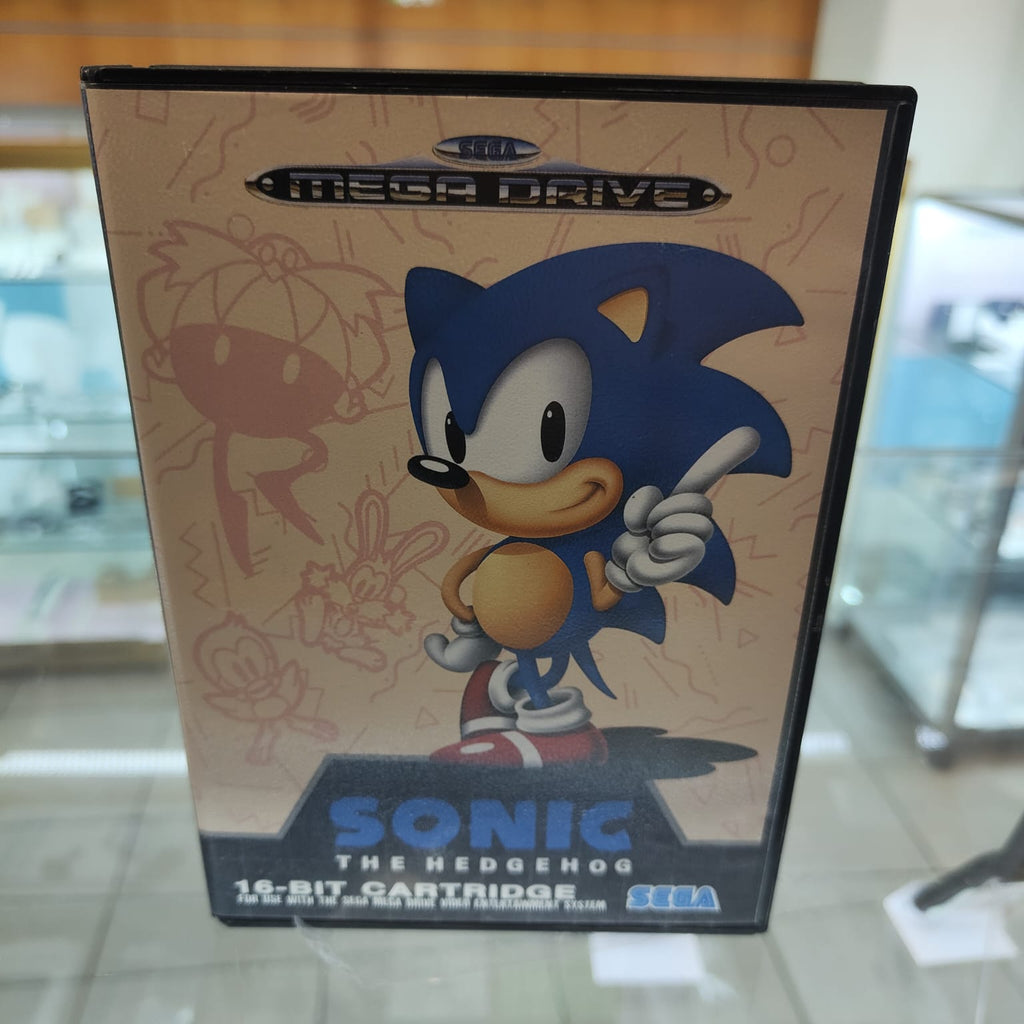 SEGA
MEGA DRIVE
SONIC
THE HEDGEHOG
16-BIT CARTRIDGE
FOR USE WITH THE SEGA MEGA DRIVE VIDEO ENTERTAINMENT SYSTEM
SEGA